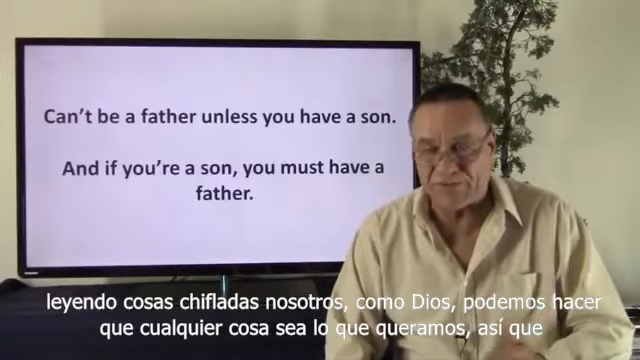 Can't be a father unless you have a son.
And if you're a son, you must have a
father.
leyendo cosas chifladas nosotros, como Dios, podemos hacer
que cualquier cosa sea lo que queramos, así que